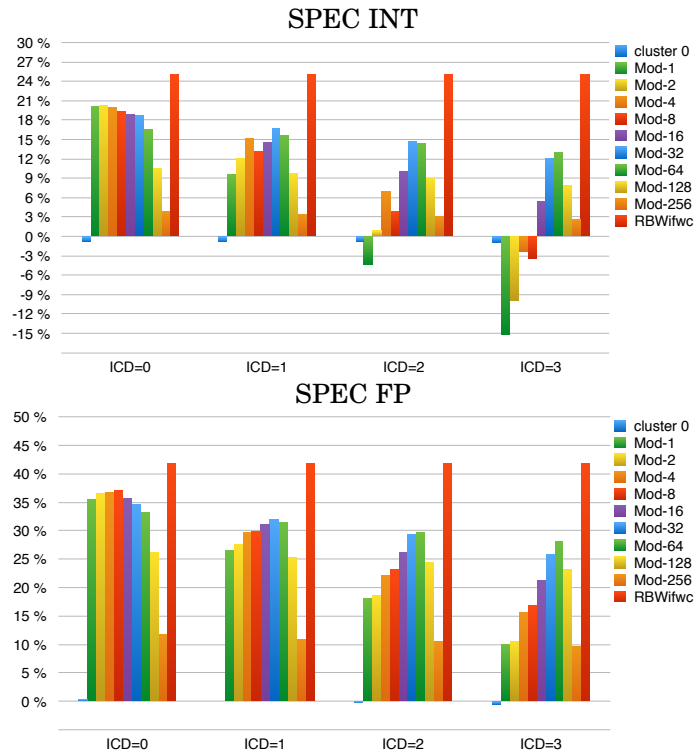 SPEC INT
30 %
27 %
24 %
21 %
18 %
15 %
12 %
9 %
6 %
3 %
0 %
-3 %
-6 %
-9 %
-12 %
-15 %
ICD=0
ICD=1
ICD=2
ICD=3
cluster 0
Mod-1
Mod-2
Mod-4
Mod-8
Mod-16
Mod-32
Mod-64
Mod-128
Mod-256
RBWifwc
SPEC FP
50 %
45 %
40 %
35 %
30 %
25 %
20 %
15 %
10 %
5 %
0 %
ICD=0
ICD=1
ICD=2
ICD=3
cluster 0
Mod-1
Mod-2
Mod-4
Mod-8
Mod-16
Mod-32
Mod-64
Mod-128
Mod-256
RBWifwc